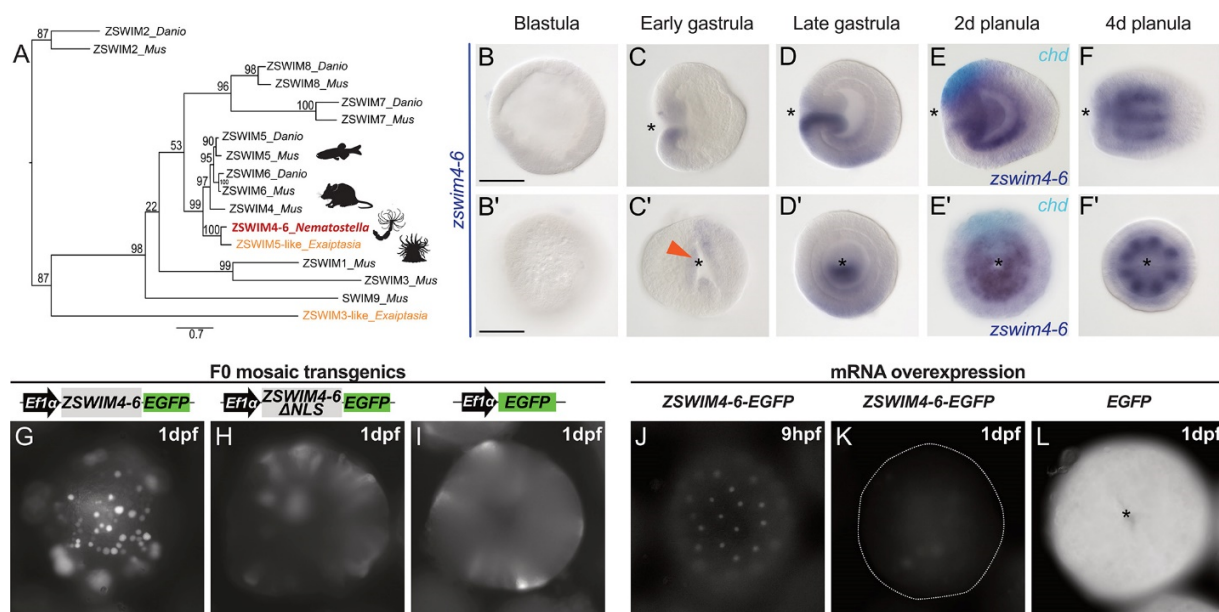 A
87
ZSWIM2_Danio
ZSWIM2_Mus
98
ZSWIM8_Danio
ZSWIM8_Mus
96
100
ZSWIM7_Danio
ZSWIM7_Mus
53
90
ZSWIM5_Danio
95
ZSWIM5_Mus
ZSWIM6_Danio
100
97
ZSWIM6_Mus
ZSWIM4_Mus
99
ZSWIM4-6_Nematostella
100
ZSWIM5-like_Exaiptasia
22
98
99
ZSWIM1_Mus
ZSWIM3_Mus
87
SWIM9_Mus
ZSWIM3-like_Exaiptasia
0.7
Blastula Early gastrula Late gastrula 2d planula 4d planula
zswim4-6
B C D E chd F
* * * *
zswim4-6
B' C' D' E' chd F'
* * * *
zswim4-6
F0 mosaic transgenics
Ef1α ZSWIM4-6 EGFP
Ef1α ZSWIM4-6 ΔNLS EGFP
Ef1α EGFP
G 1dpf H 1dpf I 1dpf
mRNA overexpression
ZSWIM4-6-EGFP ZSWIM4-6-EGFP EGFP
J 9hpf K 1dpf L 1dpf
*